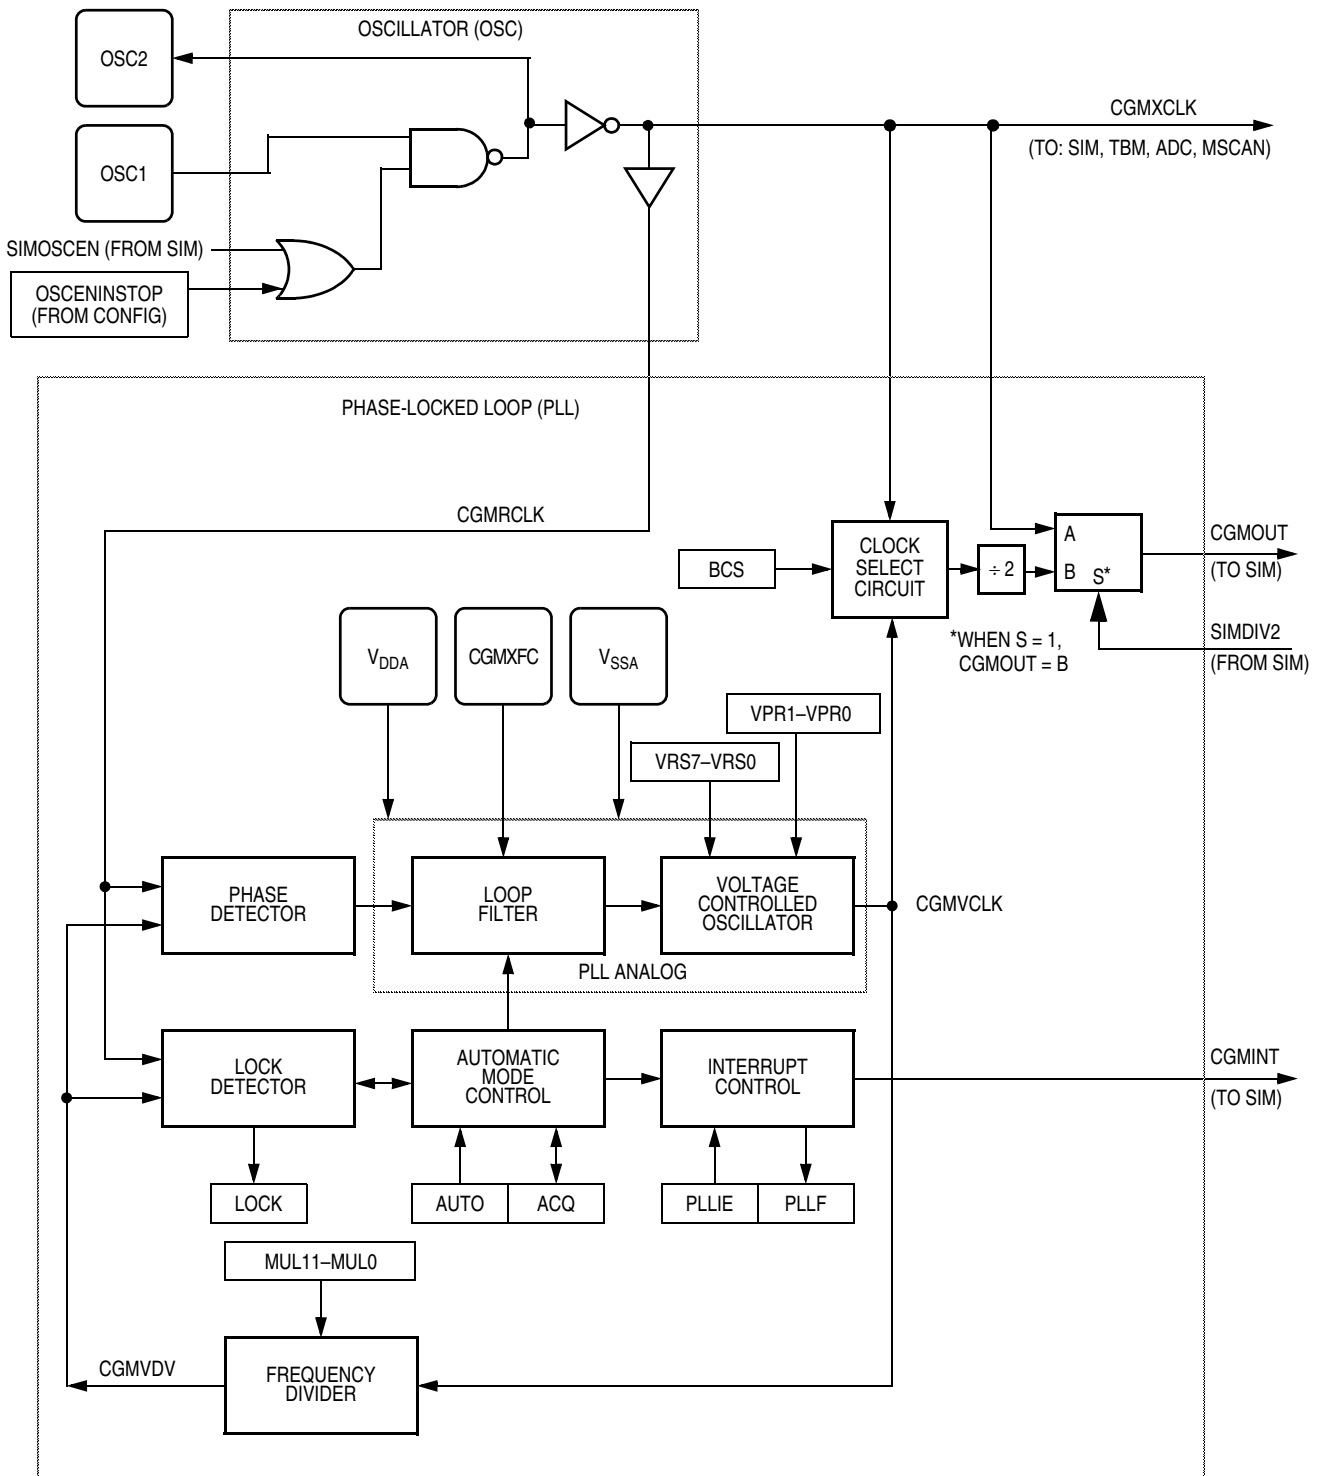 OSCILLATOR (OSC)
OSC2
CGMXCLK
(TO: SIM, TBM, ADC, MSCAN)
OSC1
SIMOSCEN (FROM SIM)
OSCENINSTOP
(FROM CONFIG)
PHASE-LOCKED LOOP (PLL)
CGMRCLK
BCS
CLOCK
SELECT
CIRCUIT
÷ 2
A
B
S*
CGMOUT
(TO SIM)
*WHEN S = 1,
CGMOUT = B
SIMDIV2
(FROM SIM)
VDDA
CGMXFC
VSSA
VPR1–VPR0
VRS7–VRS0
PHASE
DETECTOR
LOOP
FILTER
VOLTAGE
CONTROLLED
OSCILLATOR
CGMVCLK
PLL ANALOG
LOCK
DETECTOR
AUTOMATIC
MODE
CONTROL
INTERRUPT
CONTROL
CGMINT
(TO SIM)
LOCK
AUTO
ACQ
PLLIE
PLLF
MUL11–MUL0
CGMVDV
FREQUENCY
DIVIDER